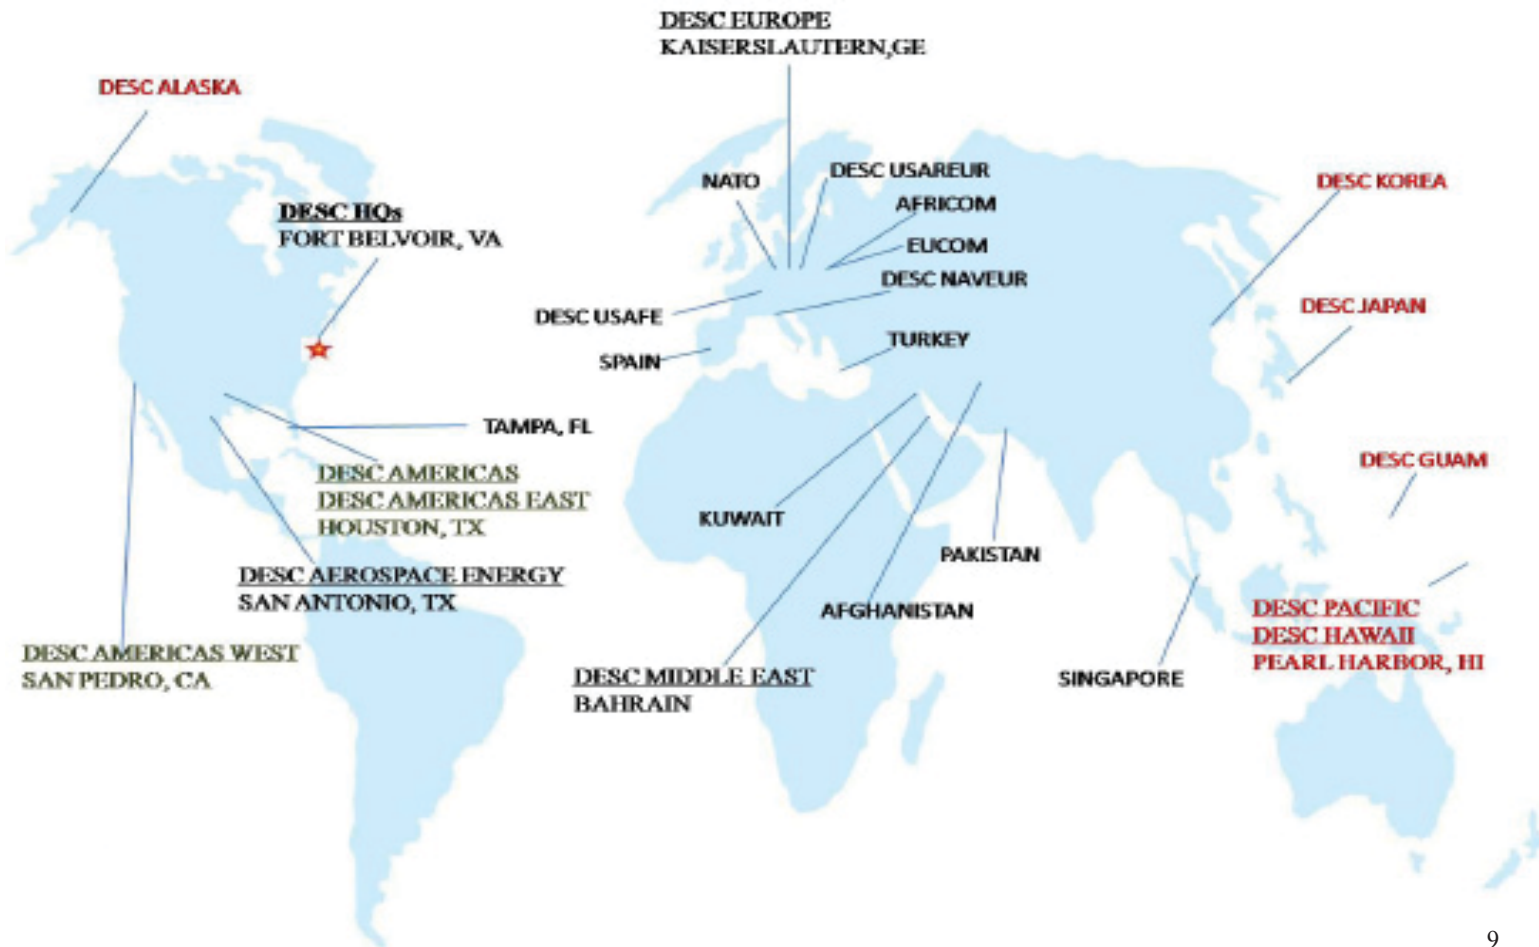 DESC EUROPE
KAISERSLAUTERN,GE
DESC ALASKA
NATO
DESC USAREUR
DESC KOREA
AFRICOM
DESC HQs
FORT BELVOIR, VA
EUCOM
DESC NAVEUR
DESC USAFE
DESC JAPAN
TURKEY
SPAIN
TAMPA, FL
DESC AMERICAS
DESC AMERICAS EAST
HOUSTON, TX
DESC GUAM
KUWAIT
PAKISTAN
DESC AEROSPACE ENERGY
SAN ANTONIO, TX
AFGHANISTAN
DESC PACIFIC
DESC HAWAII
PEARL HARBOR, HI
DESC AMERICAS WEST
SAN PEDRO, CA
DESC MIDDLE EAST
BAHRAIN
SINGAPORE
9